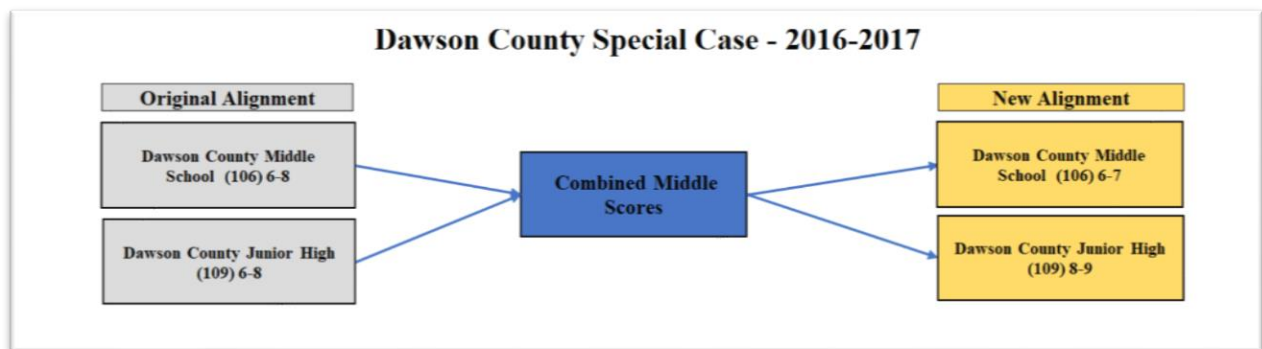 Dawson County Special Case - 2016-2017
Original Alignment
Dawson County Middle
School (106) 6-8
Dawson County Junior High
(109) 6-8
Combined Middle
Scores
New Alignment
Dawson County Middle
School (106) 6-7
Dawson County Junior High
(109) 8-9